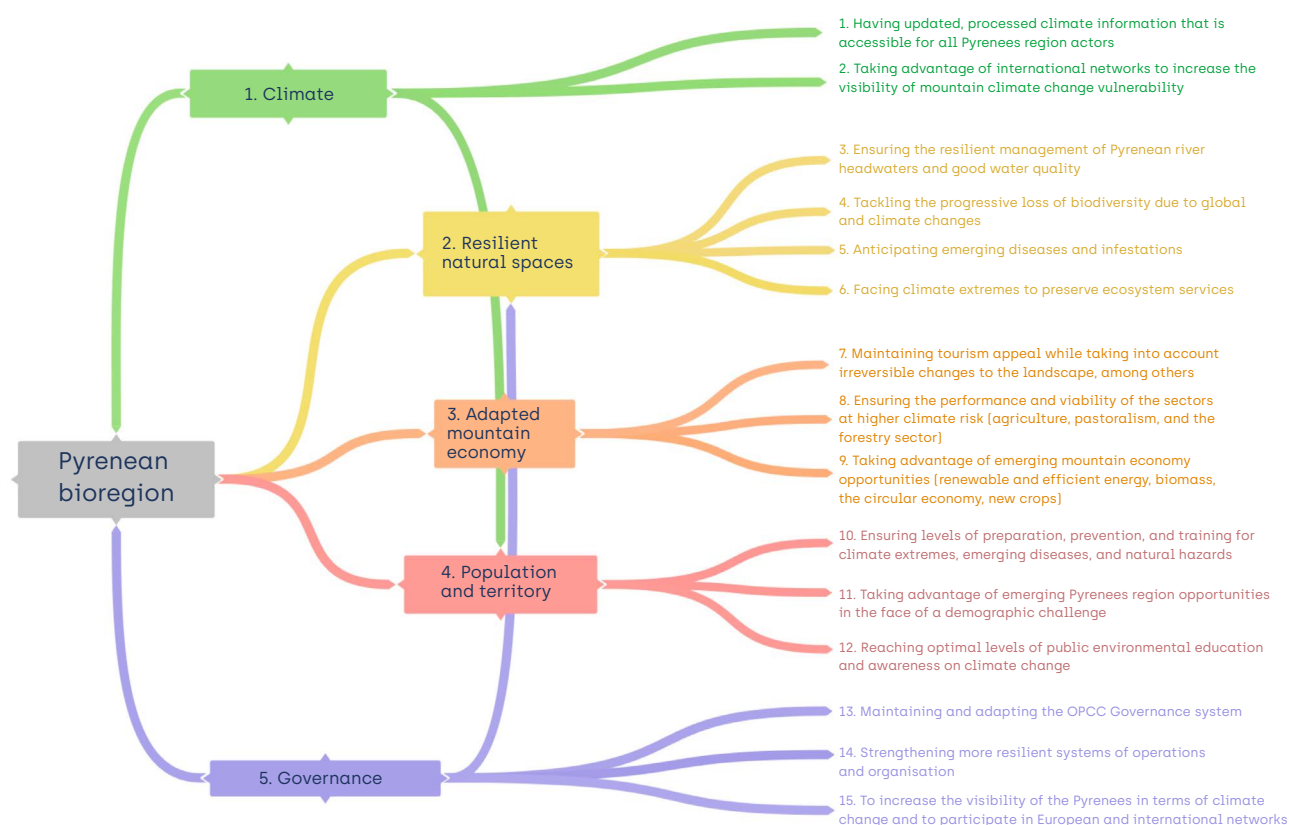 1. Climate
1. Having updated, processed climate information that is
accessible for all Pyrenees region actors
2. Taking advantage of international networks to increase the
visibility of mountain climate change vulnerability
2. Resilient
natural spaces
3. Ensuring the resilient management of Pyrenean river
headwaters and good water quality
4. Tackling the progressive loss of biodiversity due to global
and climate changes
5. Anticipating emerging diseases and infestations
6. Facing climate extremes to preserve ecosystem services
Pyrenean
bioregion
3. Adapted
mountain
economy
7. Maintaining tourism appeal while taking into account
irreversible changes to the landscape, among others
8. Ensuring the performance and viability of the sectors
at higher climate risk (agriculture, pastoralism, and the
forestry sector)
9. Taking advantage of emerging mountain economy
opportunities (renewable and efficient energy, biomass,
the circular economy, new crops)
4. Population
and territory
10. Ensuring levels of preparation, prevention, and training for
climate extremes, emerging diseases, and natural hazards
11. Taking advantage of emerging Pyrenees region opportunities
in the face of a demographic challenge
12. Reaching optimal levels of public environmental education
and awareness on climate change
5. Governance
13. Maintaining and adapting the OPCC Governance system
14. Strengthening more resilient systems of operations
and organisation
15. To increase the visibility of the Pyrenees in terms of climate
change and to participate in European and international networks